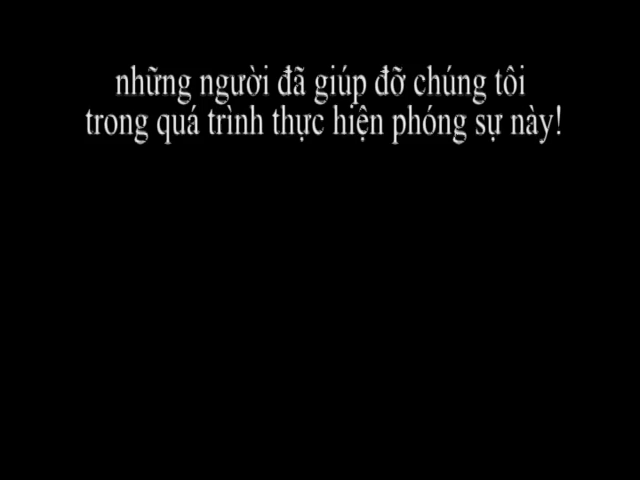 những người đã giúp đỡ chúng tôi
trong quá trình thực hiện phóng sự này!